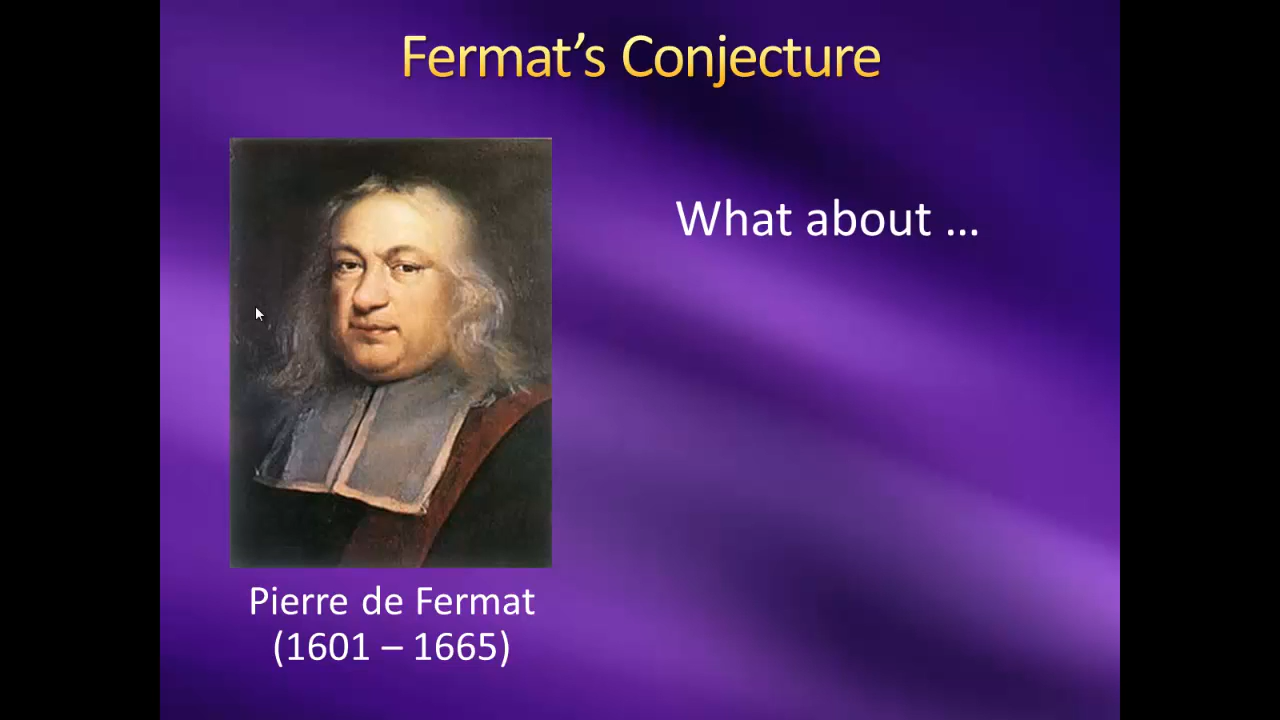 Fermat’s Conjecture
What about …
Pierre de Fermat
(1601 – 1665)